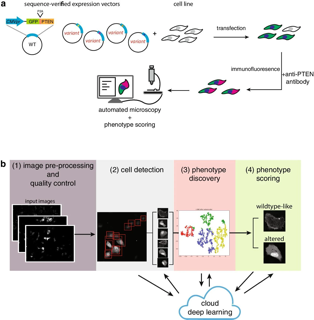 a
sequence-verified expression vectors
cell line
GFP
PTEN
WT
variant
variant
variant
variant
+
transfection
immunofluoresence
+anti-PTEN
antibody
automated microscopy
+
phenotype scoring
b
(1) image pre-processing
and
quality control
(2) cell detection
(3) phenotype
discovery
(4) phenotype
scoring
input images
wildtype-like
altered
cloud
deep learning